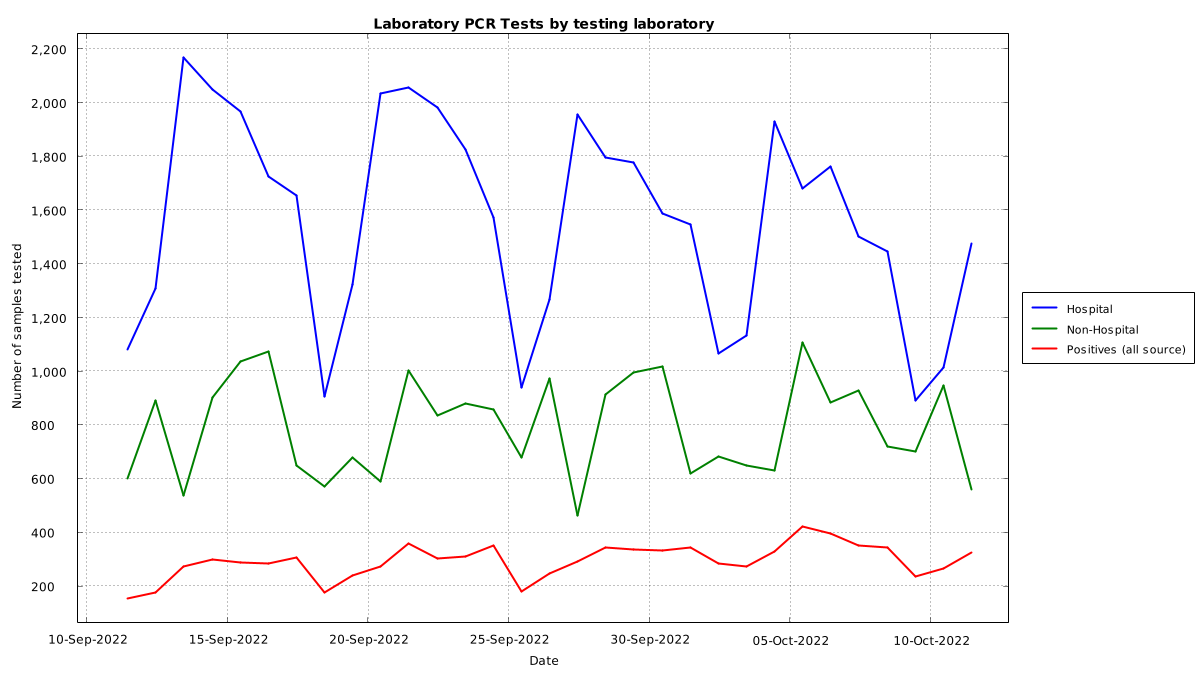 Laboratory PCR Tests by testing laboratory
2,200
2,000
1,800
1,600
1,400
1,200
1,000
800
600
400
200
Number of samples tested
10-Sep-2022 15-Sep-2022 20-Sep-2022 25-Sep-2022 30-Sep-2022 05-Oct-2022 10-Oct-2022
Date
Hospital
Non-Hospital
Positives (all source)